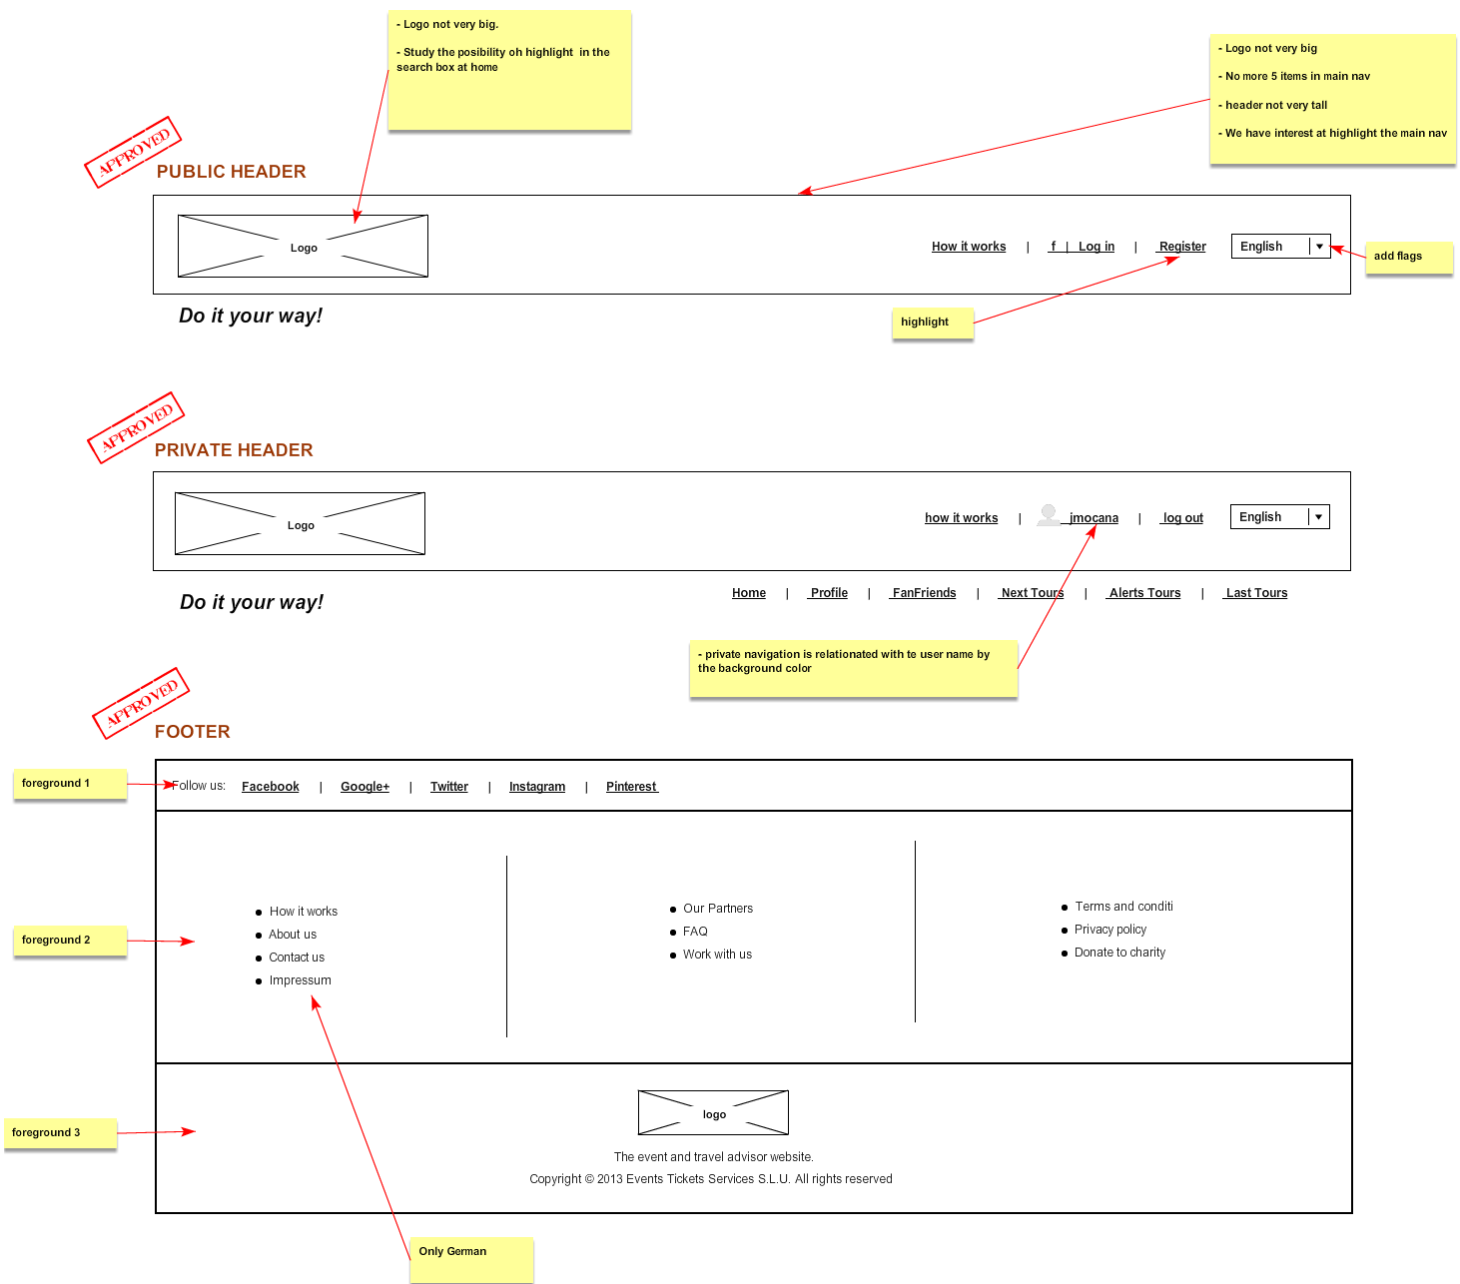 - Logo not very big.
- Study the posibility oh highlight in the
search box at home
- Logo not very big
- No more 5 items in main nav
- header not very tall
- We have interest at highlight the main nav
APPROVED
PUBLIC HEADER
Logo
How it works | f | Log in | Register
English
add flags
Do it your way!
highlight
APPROVED
PRIVATE HEADER
Logo
how it works | jmocana | log out
English
Do it your way!
Home | Profile | FanFriends | Next Tours | Alerts Tours | Last Tours
- private navigation is relationated with te user name by
the background color
APPROVED
FOOTER
foreground 1
Follow us: Facebook | Google+ | Twitter | Instagram | Pinterest
foreground 2
How it works
About us
Contact us
Impressum
Our Partners
FAQ
Work with us
Terms and conditi
Privacy policy
Donate to charity
foreground 3
logo
The event and travel advisor website.
Copyright © 2013 Events Tickets Services S.L.U. All rights reserved
Only German